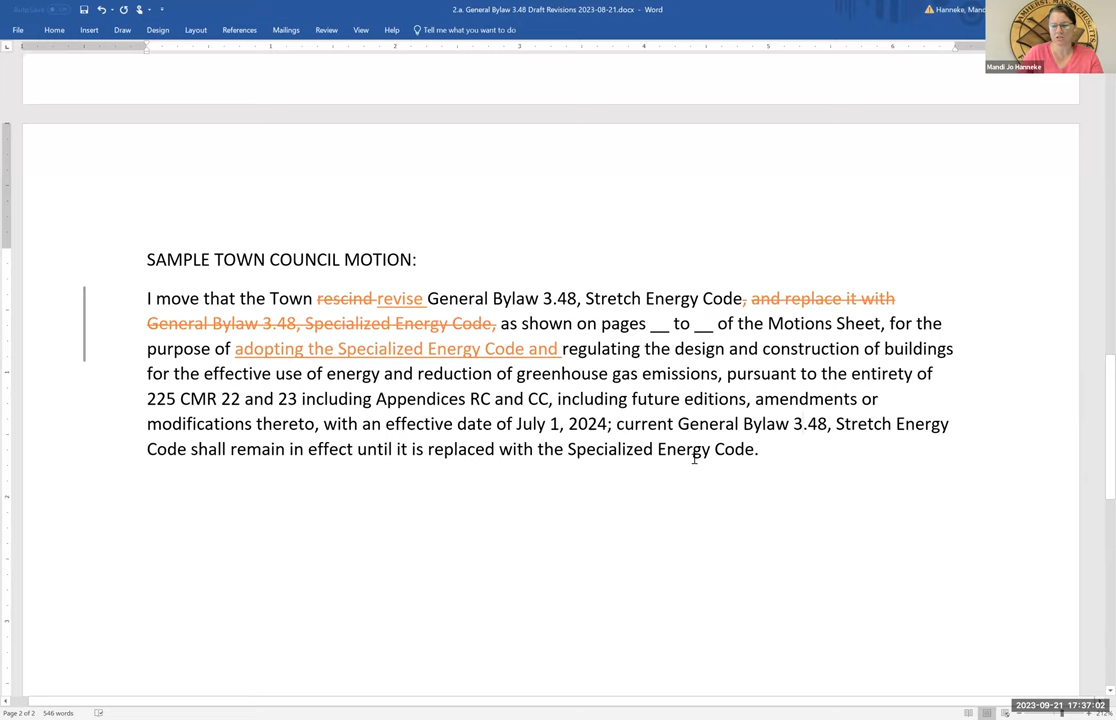 2.a. General Bylaw 3.48 Draft Revisions 2023-08-21.docx - Word
Hanneke, Mand
File Home Insert Draw Design Layout References Mailings Review View Help Tell me what you want to do
AMHERST, MASSACHUSETTS
Mandi Jo Hanneke
SAMPLE TOWN COUNCIL MOTION:
I move that the Town rescind revise General Bylaw 3.48, Stretch Energy Code, and replace it with
General Bylaw 3.48, Specialized Energy Code, as shown on pages __ to __ of the Motions Sheet, for the
purpose of adopting the Specialized Energy Code and regulating the design and construction of buildings
for the effective use of energy and reduction of greenhouse gas emissions, pursuant to the entirety of
225 CMR 22 and 23 including Appendices RC and CC, including future editions, amendments or
modifications thereto, with an effective date of July 1, 2024; current General Bylaw 3.48, Stretch Energy
Code shall remain in effect until it is replaced with the Specialized Energy Code.
Page 2 of 2 546 words
2023-09-21 17:37:02